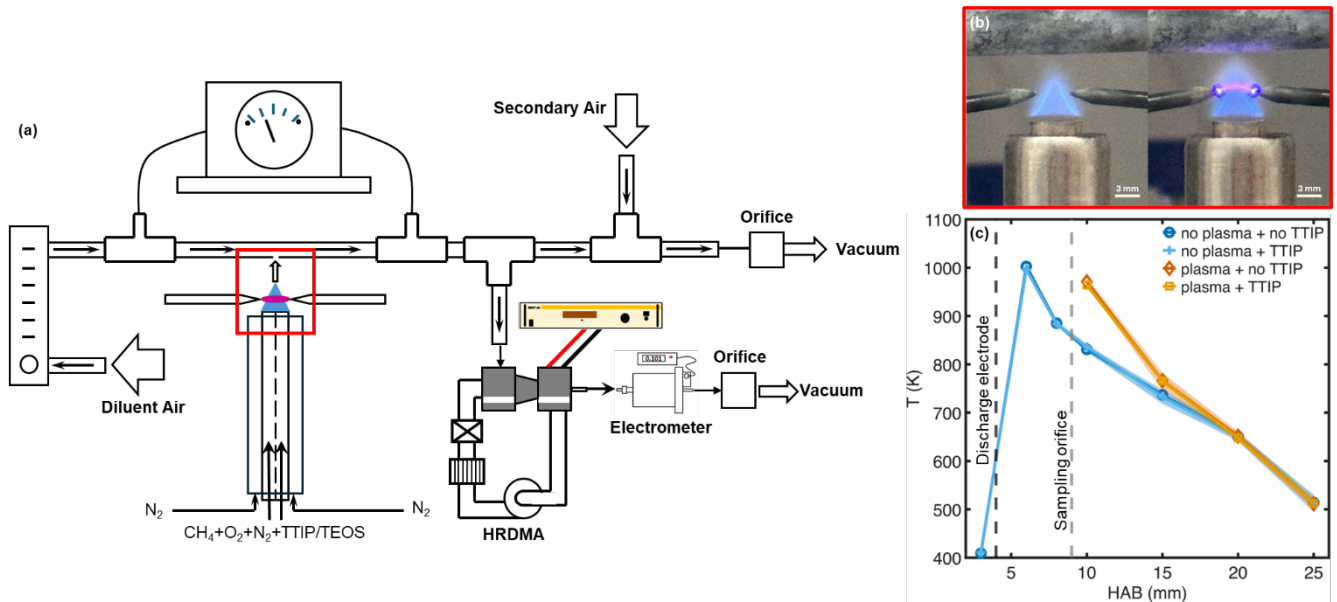 (a)
Secondary Air
Orifice
Vacuum
Diluent Air
0.101
Orifice
Vacuum
Electrometer
N₂
N₂
CH₄+O₂+N₂+TTIP/TEOS
HRDMA
(b)
3 mm
3 mm
(c)
no plasma + no TTIP
no plasma + TTIP
plasma + no TTIP
plasma + TTIP
Discharge electrode
Sampling orifice
T (K)
1100
1000
900
800
700
600
500
400
5
10
15
20
25
HAB (mm)